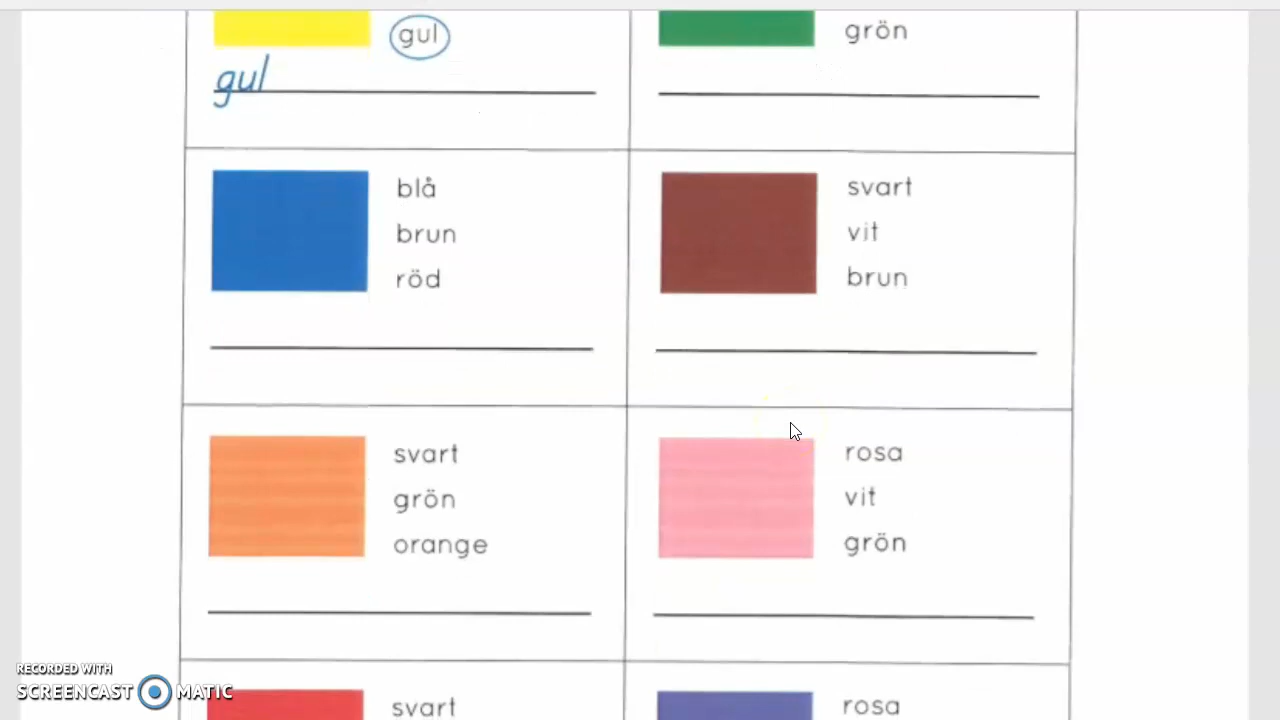 gul
gul
grön
blå
brun
röd
svart
vit
brun
svart
grön
orange
rosa
vit
grön
svart
rosa
RECORDED WITH
SCREENCAST MATIC